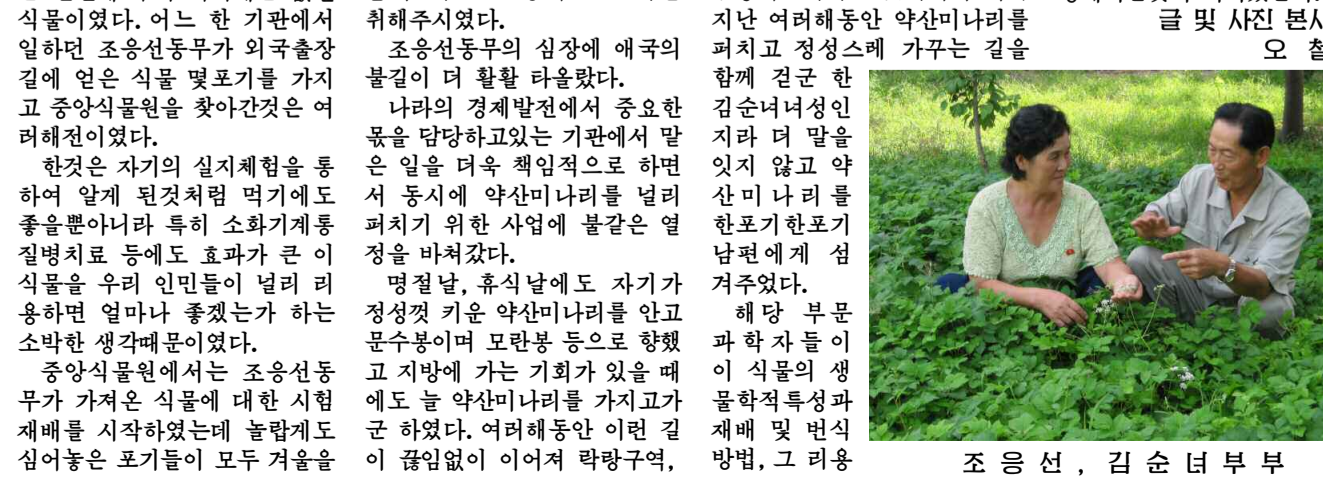 식물이였다. 어느 한 기관에서
일하던 조응선동무가 외국출장
길에 얻은 식물 몇포기를 가지
고 중앙식물원을 찾아간것은 여
러해전이였다.
한것은 자기의 실지체험을 통
하여 알게 된것처럼 먹기에도
좋을뿐아니라 특히 소화기계통
질병치료 등에도 효과가 큰 이
식물을 우리 인민들이 널리 리
용하면 얼마나 좋겠는가 하는
소박한 생각때문이였다.
중앙식물원에서는 조응선동
무가 가져온 식물에 대한 시험
재배를 시작하였는데 놀랍게도
심어놓은 포기들이 모두 겨울을
취해주시였다.
조응선동무의 심장에 애국의
불길이 더 활활 타올랐다.
나라의 경제발전에서 중요한
몫을 담당하고있는 기관에서 맡
은 일을 더욱 책임적으로 하면
서 동시에 약산미나리를 널리
퍼치기 위한 사업에 불같은 열
정을 바쳐갔다.
명절날, 휴식날에도 자기가
정성껏 키운 약산미나리를 안고
문수봉이며 모란봉 등으로 향했
고 지방에 가는 기회가 있을 때
에도 늘 약산미나리를 가지고가
군 하였다. 여러해동안 이런 길
이 끊임없이 이어져 락랑구역,
지난 여러해동안 약산미나리를
퍼치고 정성스레 가꾸는 길을
함께 걷군 한
김순녀녀성인
지라 더 말을
잇지 않고 약
산미나리를
한포기한포기
남편에게 섬
겨주었다.
해당 부문
과학자들이
이 식물의 생
물학적특성과
재배 및 번식
방법, 그 리용
글 및 사진 본사
오 철
조응선, 김순녀부부